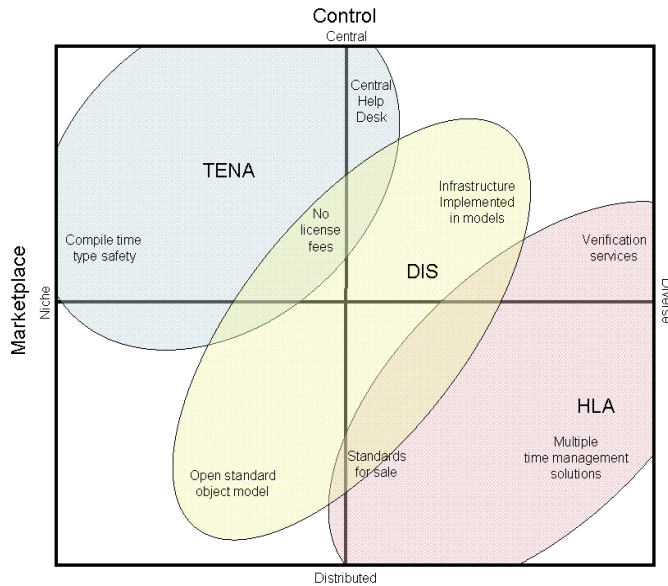 Control
Central
Central
Help
Desk
TENA
Infrastructure
Implemented
in models
No
license
fees
Compile time
type safety
Verification
services
DIS
Marketplace
Niche
Diverse
HLA
Multiple
time management
solutions
Standards
for sale
Open standard
object model
Distributed